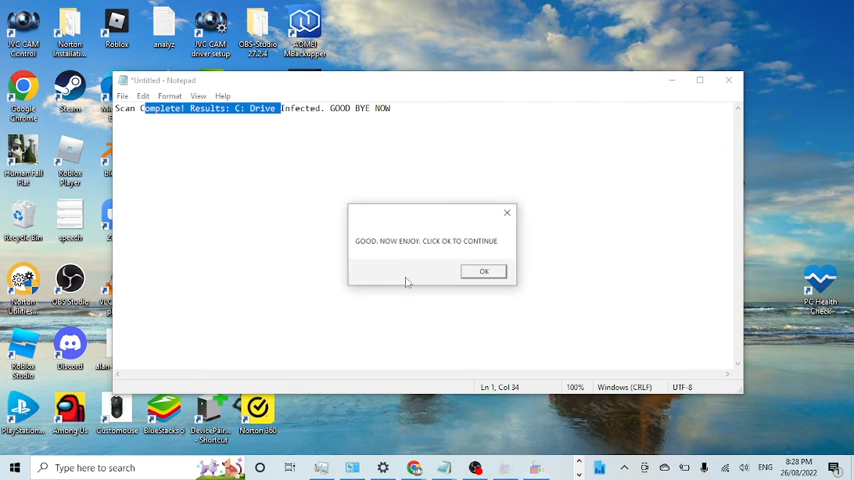 JVC CAM Control
Norton Installati...
Roblox
analyz
JVC CAM driver setup
OBS-Studio 27.2.4
AOMEI MBackupper
*Untitled - Notepad
File Edit Format View Help
Scan Complete! Results: C: Drive Infected. GOOD BYE NOW
Google Chrome
Steam
Human Fall Flat
Roblox Player
Recycle Bin
speech
GOOD. NOW ENJOY. CLICK OK TO CONTINUE
OK
Norton Utilities...
OBS Studio
PC Health Check
Roblox Studio
Discord
Ln 1, Col 34
100%
Windows (CRLF)
UTF-8
PlayStation...
Among Us
Customouse
BlueStacks 5
DevicePair... - Shortcut
Norton 360
Type here to search
ENG
8:28 PM
26/08/2022